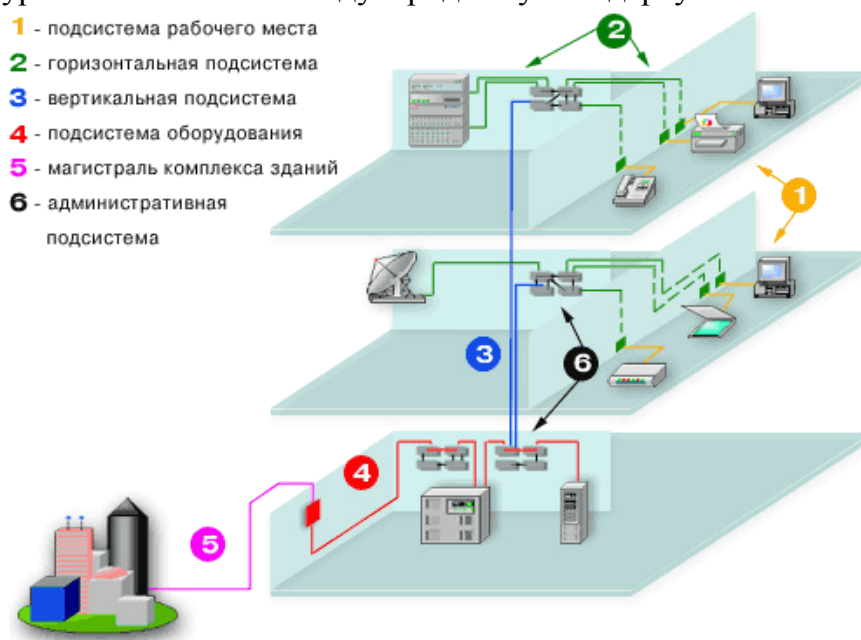 1 - подсистема рабочего места
2 - горизонтальная подсистема
3 - вертикальная подсистема
4 - подсистема оборудования
5 - магистраль комплекса зданий
6 - административная
подсистема
2
1
3
6
4
5